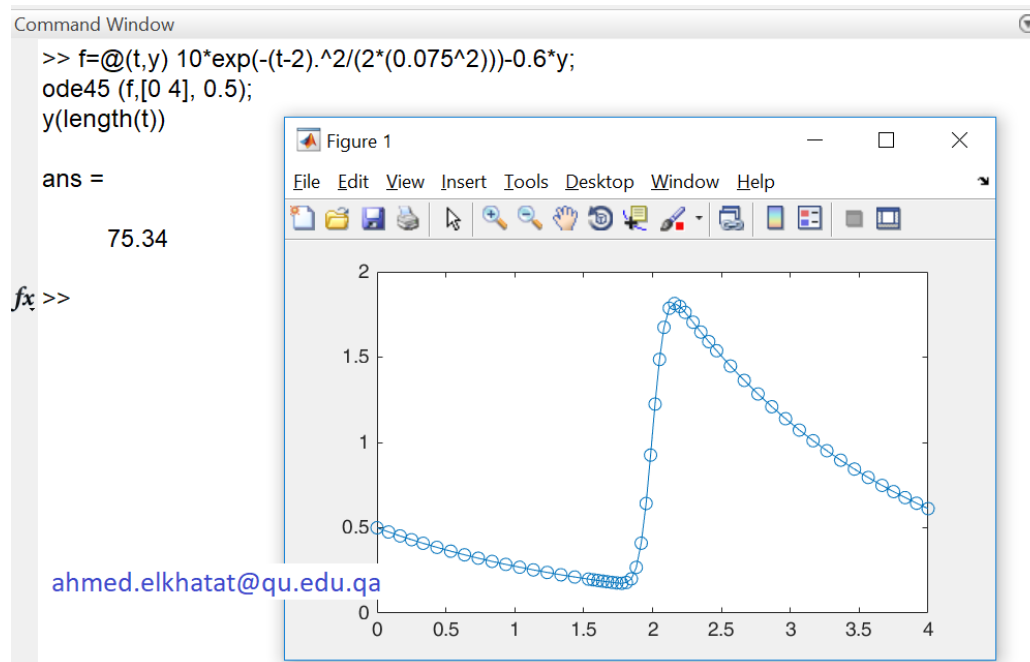 Command Window
>> f=@(t,y) 10*exp(-(t-2).^2/(2*(0.075^2)))-0.6*y;
ode45 (f,[0 4], 0.5);
y(length(t))
ans =
75.34
fx >>
Figure 1
File Edit View Insert Tools Desktop Window Help
2
1.5
1
0.5
0
0 0.5 1 1.5 2 2.5 3 3.5 4
ahmed.elkhatat@qu.edu.qa